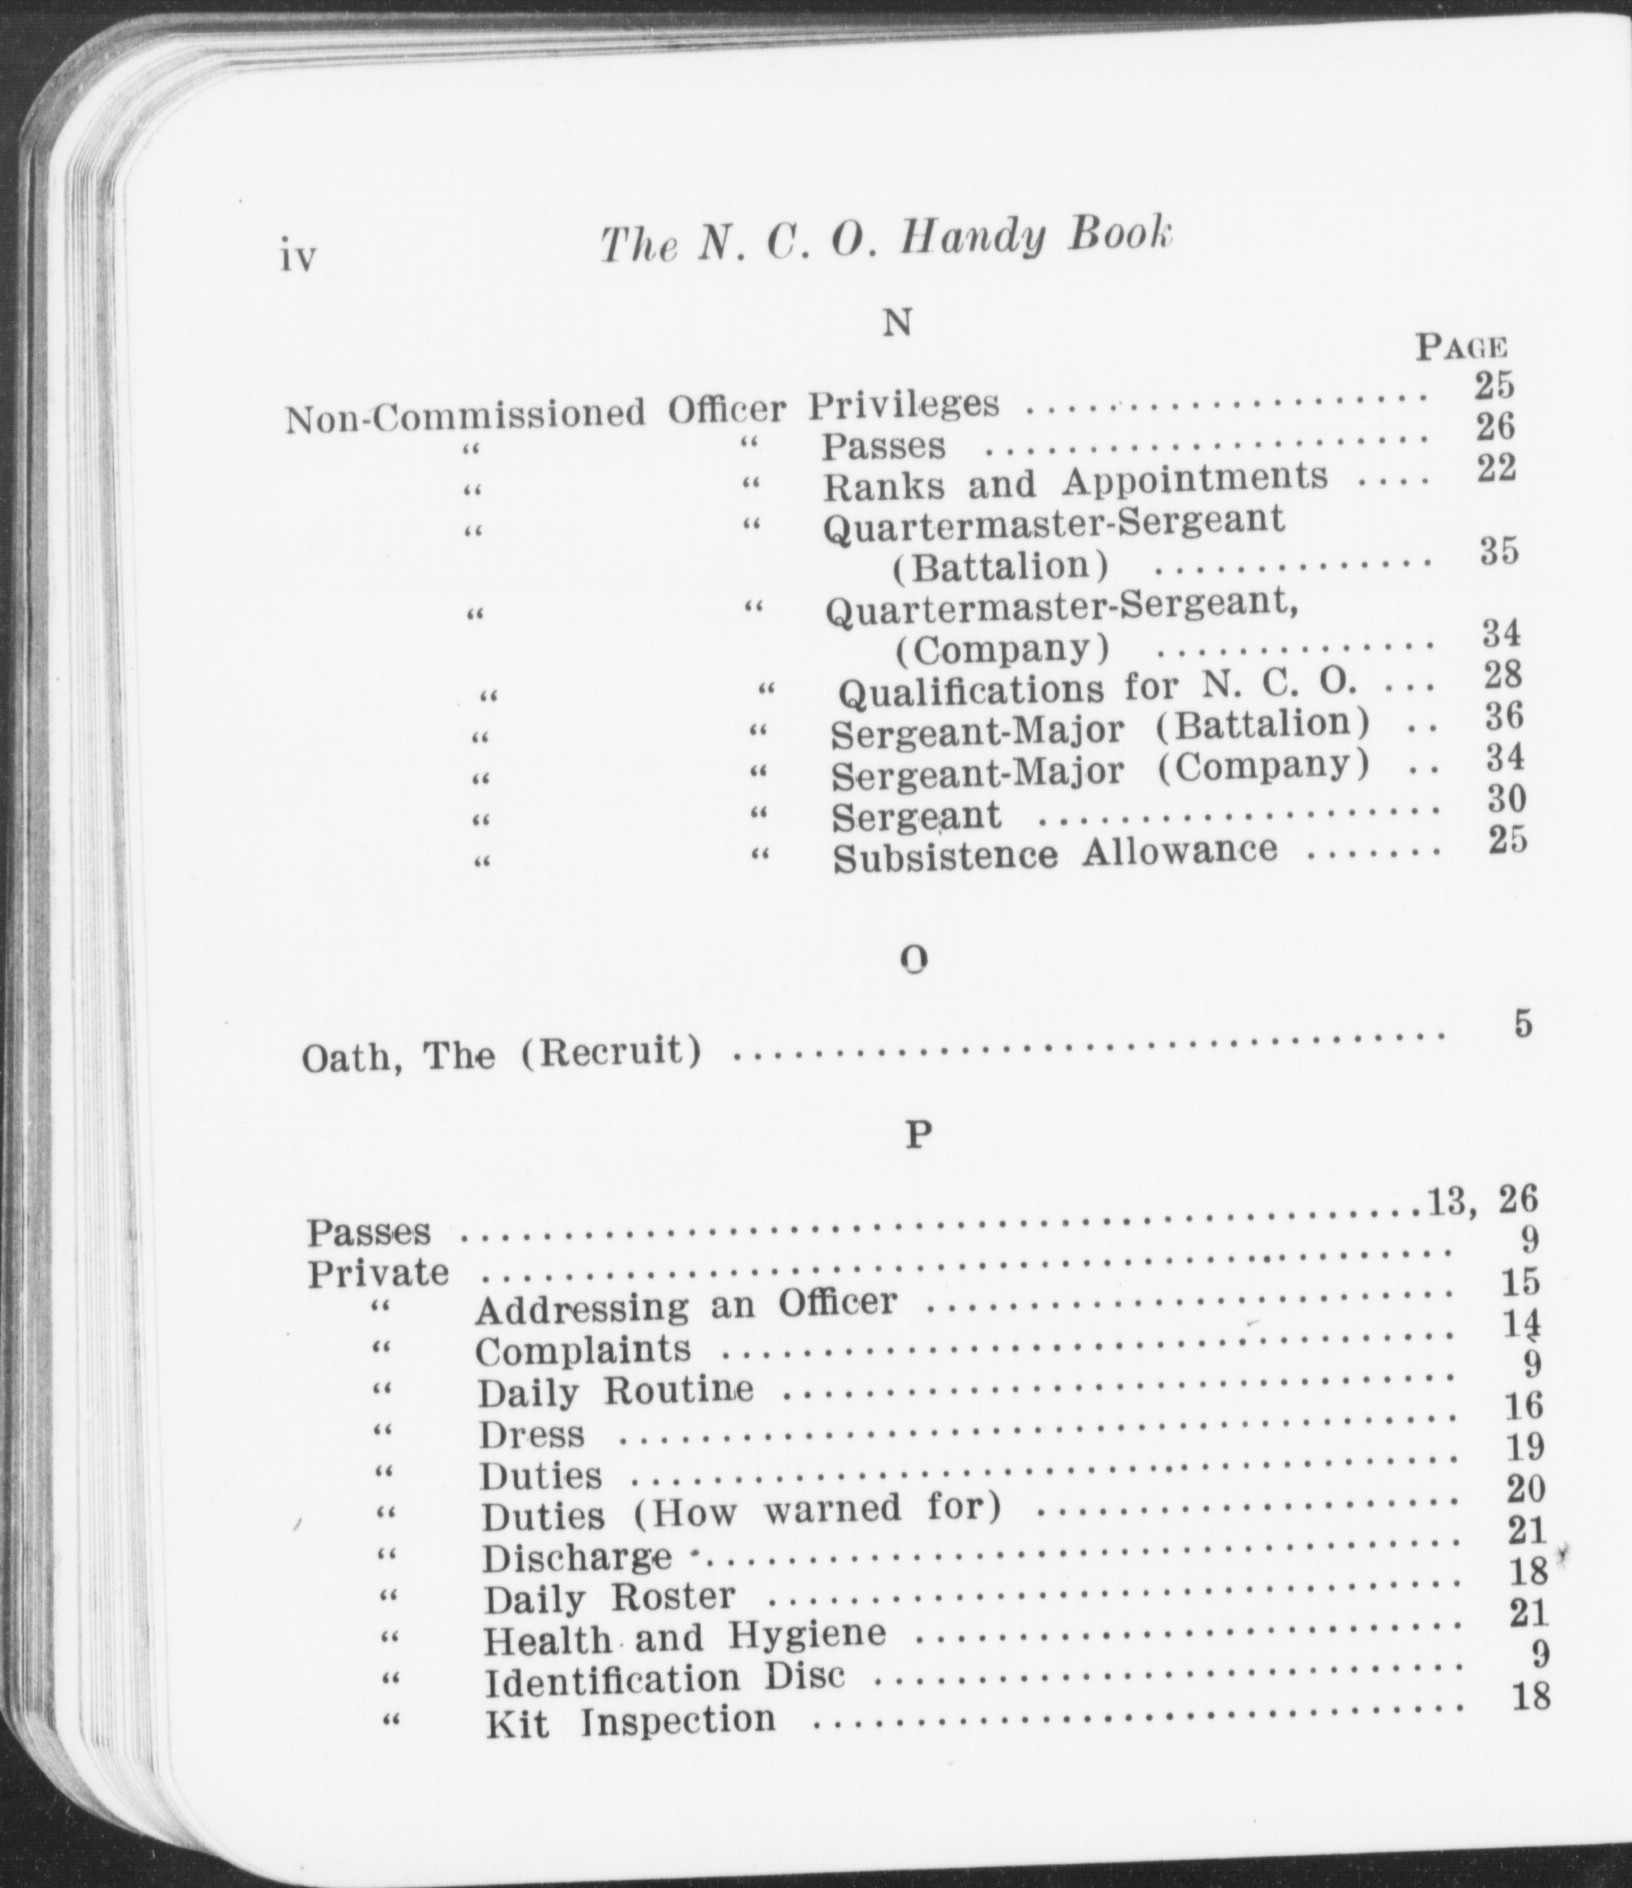 iv The N. C. O. Handy Book
N
PAGE
Non-Commissioned Officer Privileges .................... 25
“ “ Passes ...................... 26
“ “ Ranks and Appointments .... 22
“ “ Quartermaster-Sergeant
(Battalion) .............. 35
“ “ Quartermaster-Sergeant,
(Company) .............. 34
“ “ Qualifications for N. C. O. ... 28
“ “ Sergeant-Major (Battalion) .. 36
“ “ Sergeant-Major (Company) .. 34
“ “ Sergeant .................... 30
“ “ Subsistence Allowance ....... 25
O
Oath, The (Recruit) ................................... 5
P
Passes ...............................................13, 26
Private ............................................... 9
“ Addressing an Officer .......................... 15
“ Complaints .................................... 14
“ Daily Routine ................................. 9
“ Dress ......................................... 16
“ Duties ........................................ 19
“ Duties (How warned for) ..................... 20
“ Discharge ...................................... 21
“ Daily Roster .................................. 18
“ Health and Hygiene ........................... 21
“ Identification Disc ............................. 9
“ Kit Inspection ................................ 18